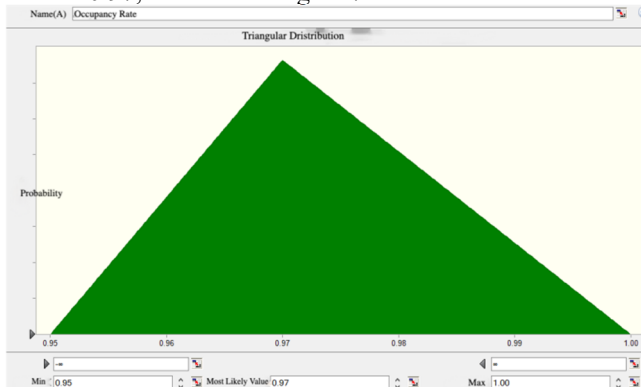 Name(A) Occupancy Rate
Triangular Dristribution
Probability
0.95 0.96 0.97 0.98 0.99 1.00
-∞ ∞
Min : 0.95 Most Likely Value 0.97 Max 1.00